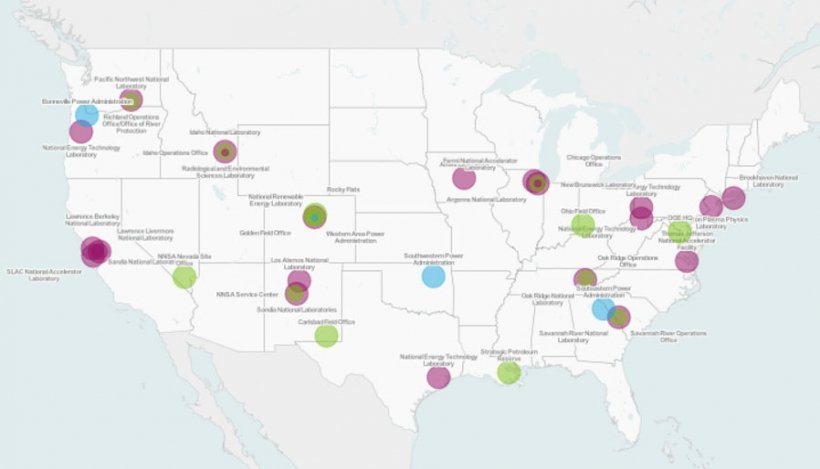 Pacific Northwest National
Laboratory
Bonneville Power Administration
Richland Operations
Office/Office of River
Protection
National Energy Technology
Laboratory
Idaho National Laboratory
Idaho Operations Office
Radiological and Environmental
Sciences Laboratory
Rocky Flats
National Renewable
Energy Laboratory
Golden Field Office
Western Area Power
Administration
Lawrence Berkeley
National Laboratory
Lawrence Livermore
National Laboratory
SLAC National Accelerator
Laboratory
Sandia National Laboratories
NNSA Nevada Site
Office
Los Alamos National
Laboratory
NNSA Service Center
Sandia National Laboratories
Carlsbad Field Office
Southwestern Power
Administration
National Energy Technology
Laboratory
Strategic Petroleum
Reserve
Fermi National Accelerator
Laboratory
Argonne National Laboratory
Chicago Operations
Office
New Brunswick Laboratory
Energy Technology
Laboratory
Brookhaven National
Laboratory
Ohio Field Office
National Energy Technology
Laboratory
DOE HQ
Plasma Physics
Laboratory
Thomas Jefferson
National Accelerator
Facility
Oak Ridge Operations
Office
Oak Ridge National
Laboratory
Southeastern Power
Administration
Savannah River National
Laboratory
Savannah River Operations
Office